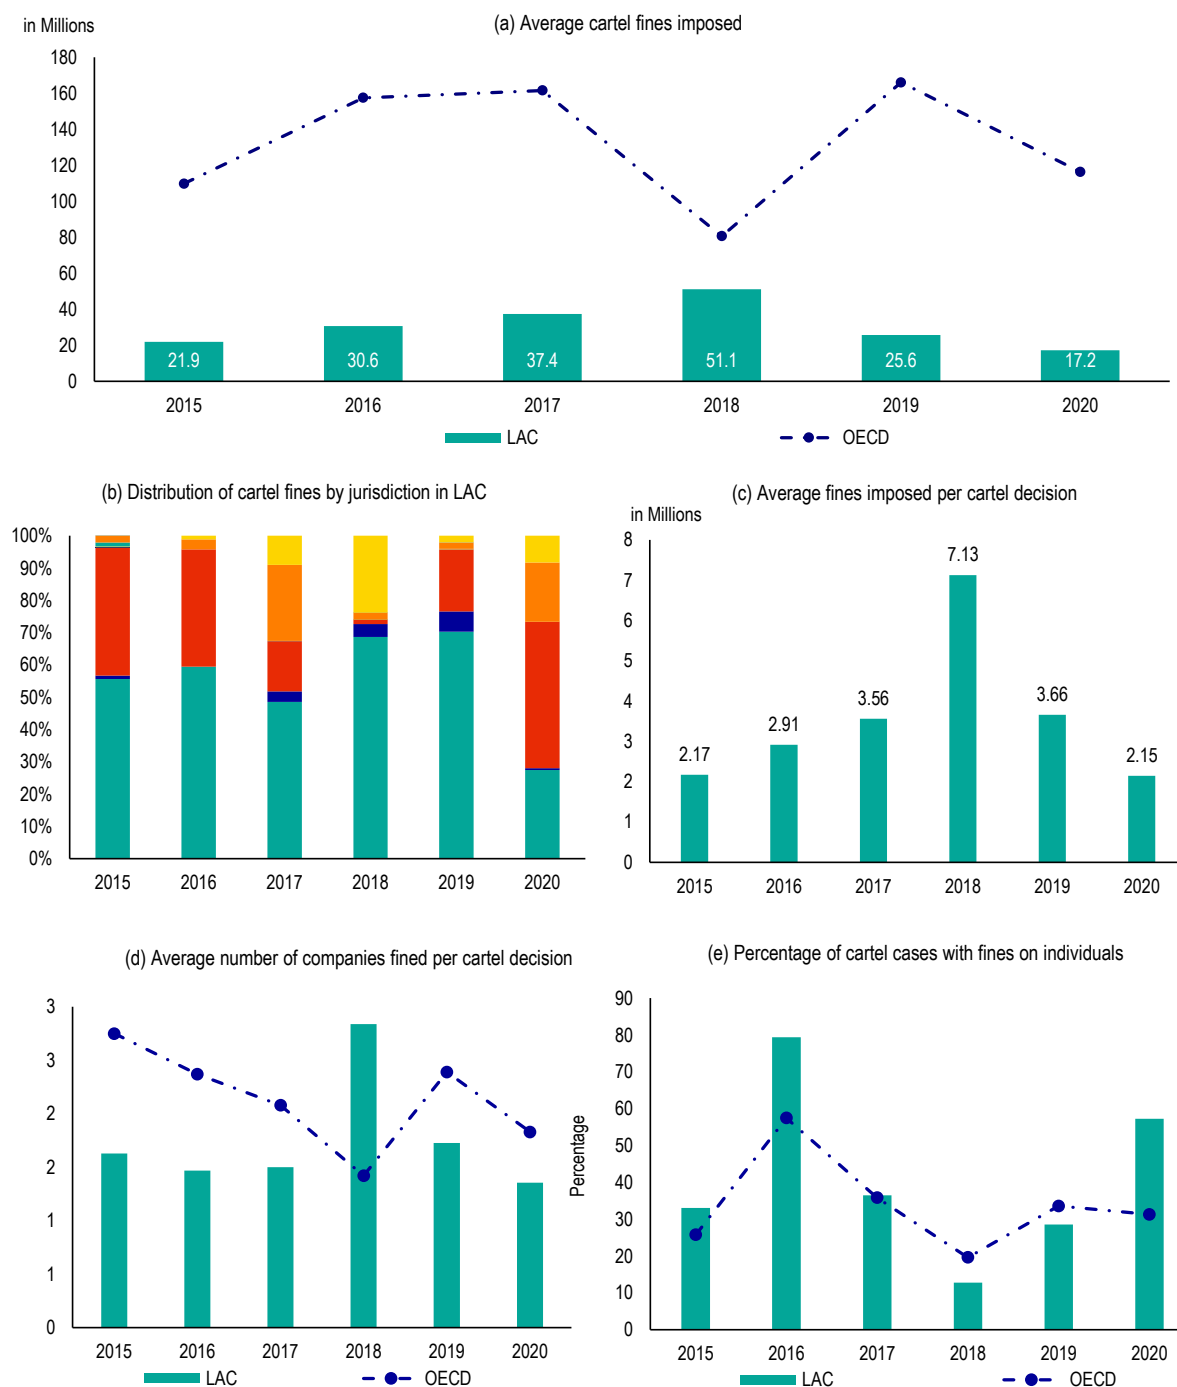 (a) Average cartel fines imposed
in Millions
180
160
140
120
100
80
60
40
20
0
21.9 30.6 37.4 51.1 25.6 17.2
2015 2016 2017 2018 2019 2020
LAC OECD
(b) Distribution of cartel fines by jurisdiction in LAC
100%
90%
80%
70%
60%
50%
40%
30%
20%
10%
0%
2015 2016 2017 2018 2019 2020
(c) Average fines imposed per cartel decision
in Millions
8
7
6
5
4
3
2
1
0
2.17 2.91 3.56 7.13 3.66 2.15
2015 2016 2017 2018 2019 2020
(d) Average number of companies fined per cartel decision
3
3
2
2
1
1
0
2015 2016 2017 2018 2019 2020
LAC OECD
(e) Percentage of cartel cases with fines on individuals
Percentage
90
80
70
60
50
40
30
20
10
0
2015 2016 2017 2018 2019 2020
LAC OECD